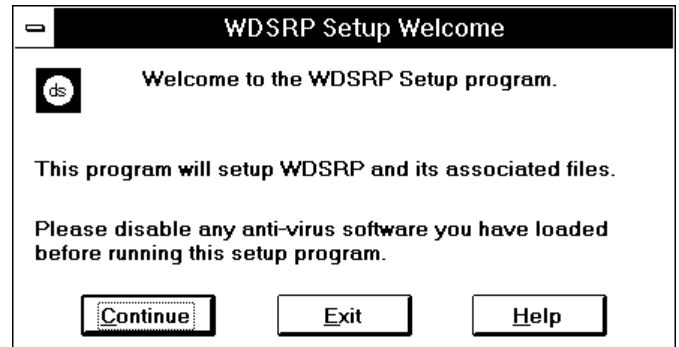 WDSRP Setup Welcome
ds
Welcome to the WDSRP Setup program.
This program will setup WDSRP and its associated files.
Please disable any anti-virus software you have loaded
before running this setup program.
Continue Exit Help